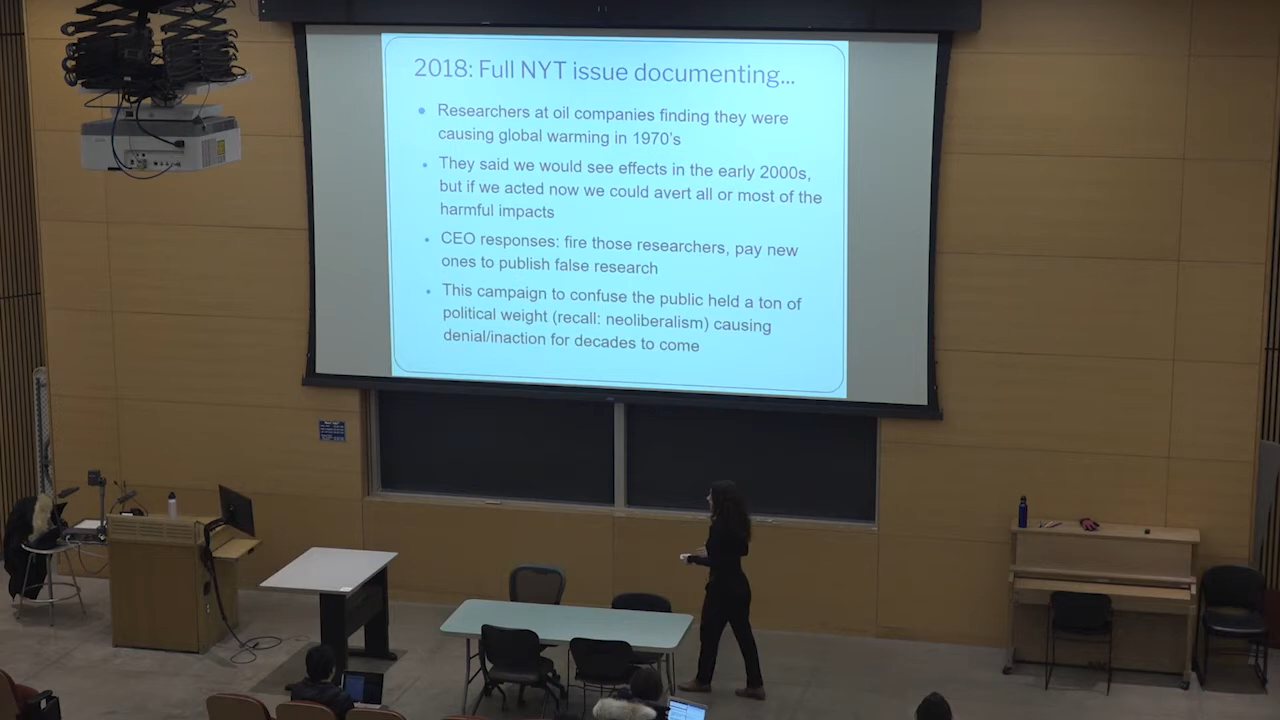 2018: Full NYT issue documenting...
Researchers at oil companies finding they were
causing global warming in 1970's
They said we would see effects in the early 2000s,
but if we acted now we could avert all or most of the
harmful impacts
CEO responses: fire those researchers, pay new
ones to publish false research
This campaign to confuse the public held a ton of
political weight (recall: neoliberalism) causing
denial/inaction for decades to come